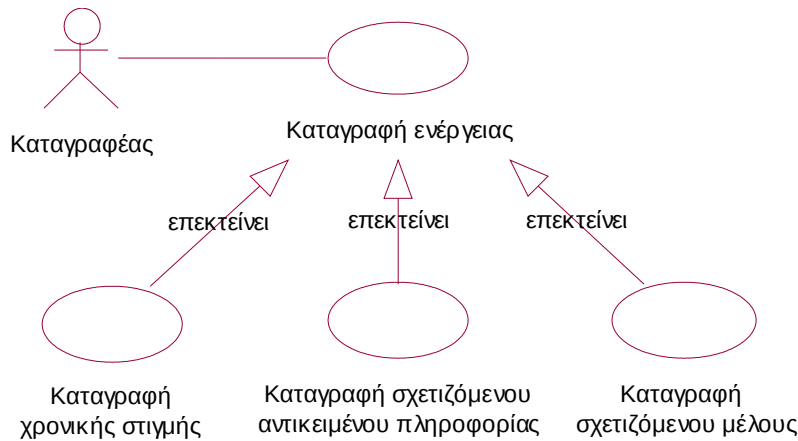 Καταγραφέας
Καταγραφή ενέργειας
επεκτείνει
επεκτείνει
επεκτείνει
Καταγραφή
χρονικής στιγμής
Καταγραφή σχετιζόμενου
αντικειμένου πληροφορίας
Καταγραφή
σχετιζόμενου μέλους